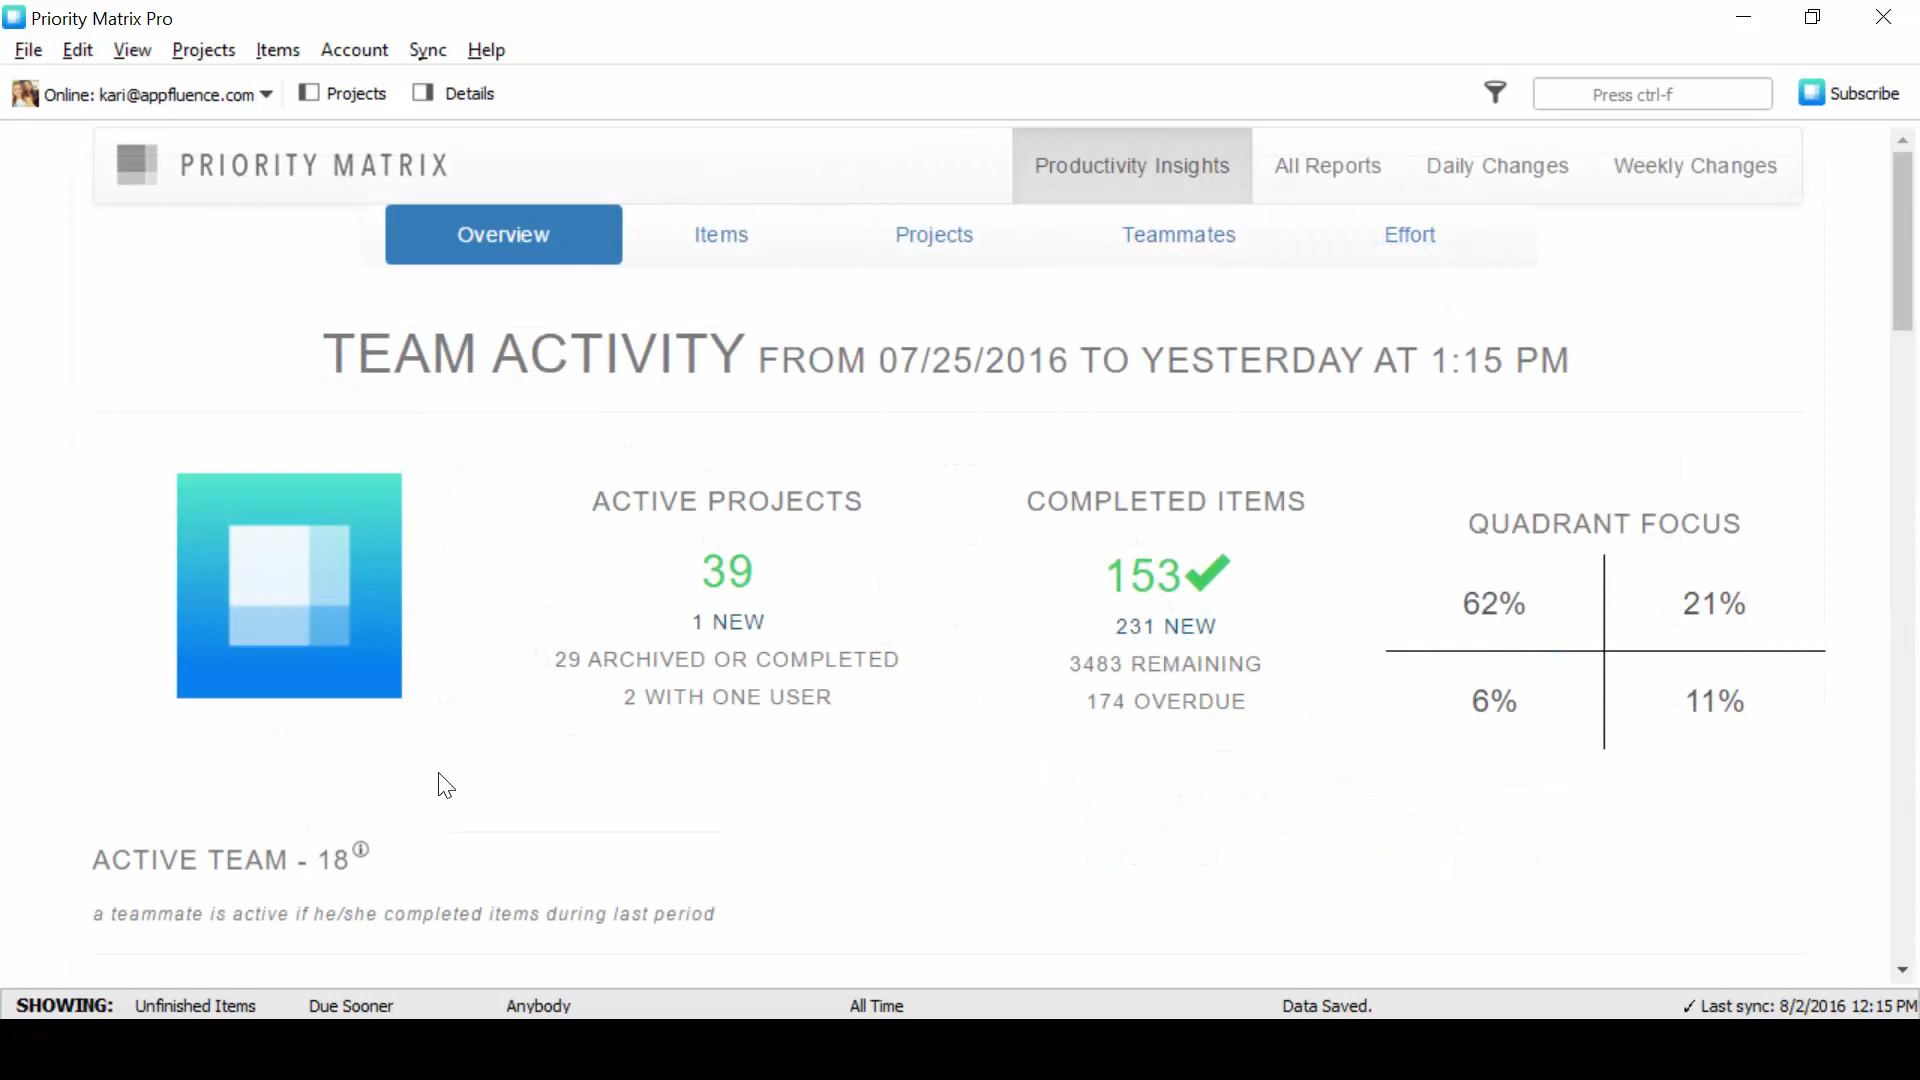 Priority Matrix Pro
File Edit View Projects Items Account Sync Help
Online: kari@appfluence.com Projects Details Press ctrl-f Subscribe
PRIORITY MATRIX Productivity Insights All Reports Daily Changes Weekly Changes
Overview Items Projects Teammates Effort
TEAM ACTIVITY FROM 07/25/2016 TO YESTERDAY AT 1:15 PM
ACTIVE PROJECTS
39
1 NEW
29 ARCHIVED OR COMPLETED
2 WITH ONE USER
COMPLETED ITEMS
153✔
231 NEW
3483 REMAINING
174 OVERDUE
QUADRANT FOCUS
62% 21%
6% 11%
ACTIVE TEAM - 18
a teammate is active if he/she completed items during last period
SHOWING: Unfinished Items Due Sooner Anybody All Time Data Saved. ✓ Last sync: 8/2/2016 12:15 PM